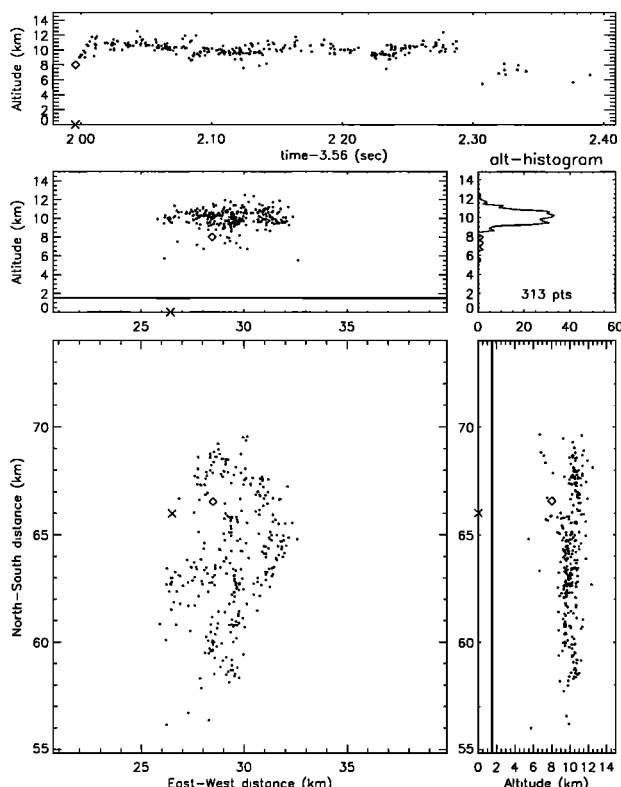 14
12
10
8
6
4
2
0
Altitude (km)
2.00 2.10 2.20 2.30 2.40
time-3.56 (sec)
alt-histogram
14
12
10
8
6
4
2
0
Altitude (km)
25 30 35
14
12
10
8
6
4
2
0
313 pts
0 20 40 60
70
65
60
55
North-South distance (km)
25 30 35
East-West distance (km)
70
65
60
55
0 2 4 6 8 10 12 14
Altitude (km)